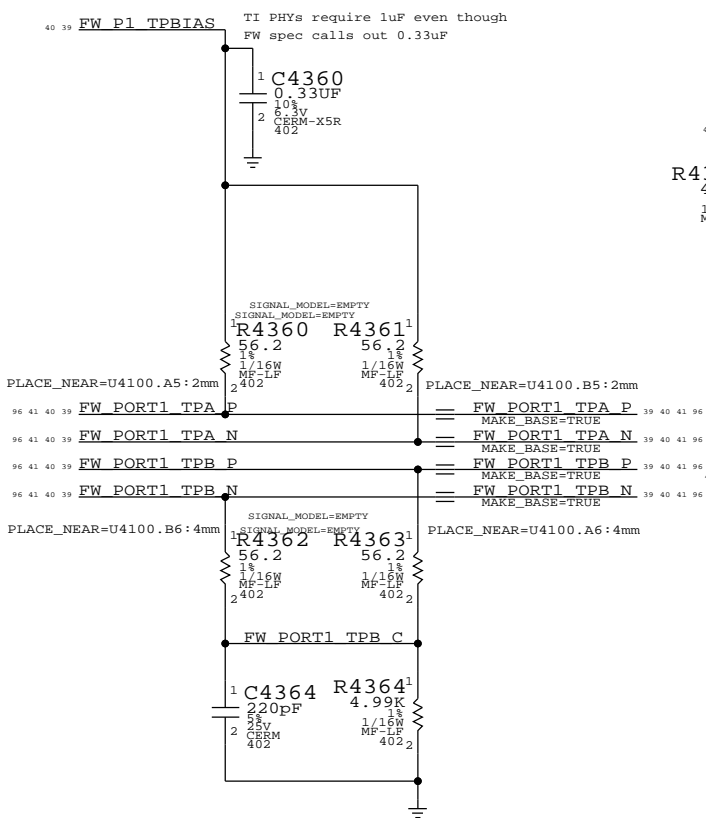 TI PHYs require 1uF even though
FW spec calls out 0.33uF
40 39 FW_P1_TPBIAS
1 C4360
0.33UF
10%
6.3V
2 CERM-X5R
402
R43
4
1
SIGNAL_MODEL=EMPTY
SIGNAL_MODEL=EMPTY
1 R4360 R4361 1
56.2 56.2
1% 1%
1/16W 1/16W
MF-LF MF-LF
2 402 402 2
PLACE_NEAR=U4100.A5:2mm PLACE_NEAR=U4100.B5:2mm
96 41 40 39 FW_PORT1_TPA_P FW_PORT1_TPA_P 39 40 41 96
MAKE_BASE=TRUE
96 41 40 39 FW_PORT1_TPA_N FW_PORT1_TPA_N 39 40 41 96
MAKE_BASE=TRUE
96 41 40 39 FW_PORT1_TPB_P FW_PORT1_TPB_P 39 40 41 96
MAKE_BASE=TRUE
96 41 40 39 FW_PORT1_TPB_N FW_PORT1_TPB_N 39 40 41 96
MAKE_BASE=TRUE
SIGNAL_MODEL=EMPTY
PLACE_NEAR=U4100.B6:4mm SIGNAL_MODEL=EMPTY PLACE_NEAR=U4100.A6:4mm
1 R4362 R4363 1
56.2 56.2
1% 1%
1/16W 1/16W
MF-LF MF-LF
2 402 402 2
FW_PORT1_TPB_C
1 C4364 R4364 1
220pF 4.99K
5% 1%
25V 1/16W
2 CERM MF-LF
402 402 2